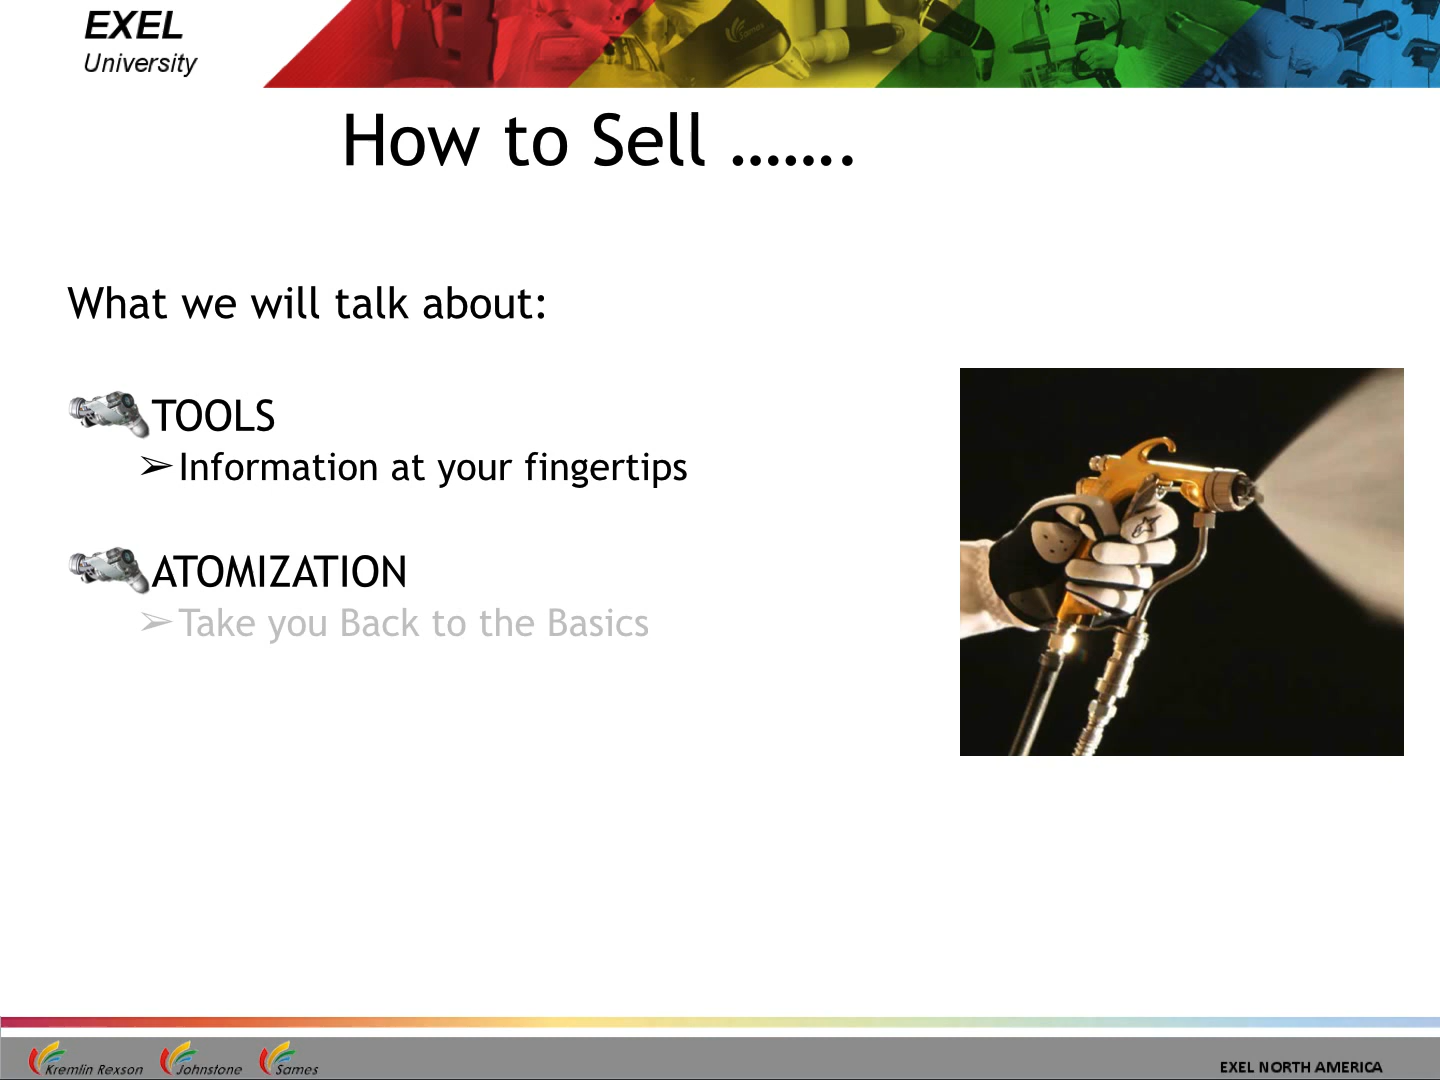 EXEL
University
How to Sell …….
What we will talk about:
TOOLS
➢Information at your fingertips
ATOMIZATION
➢Take you Back to the Basics
Kremlin Rexson Johnstone Sames
EXEL NORTH AMERICA